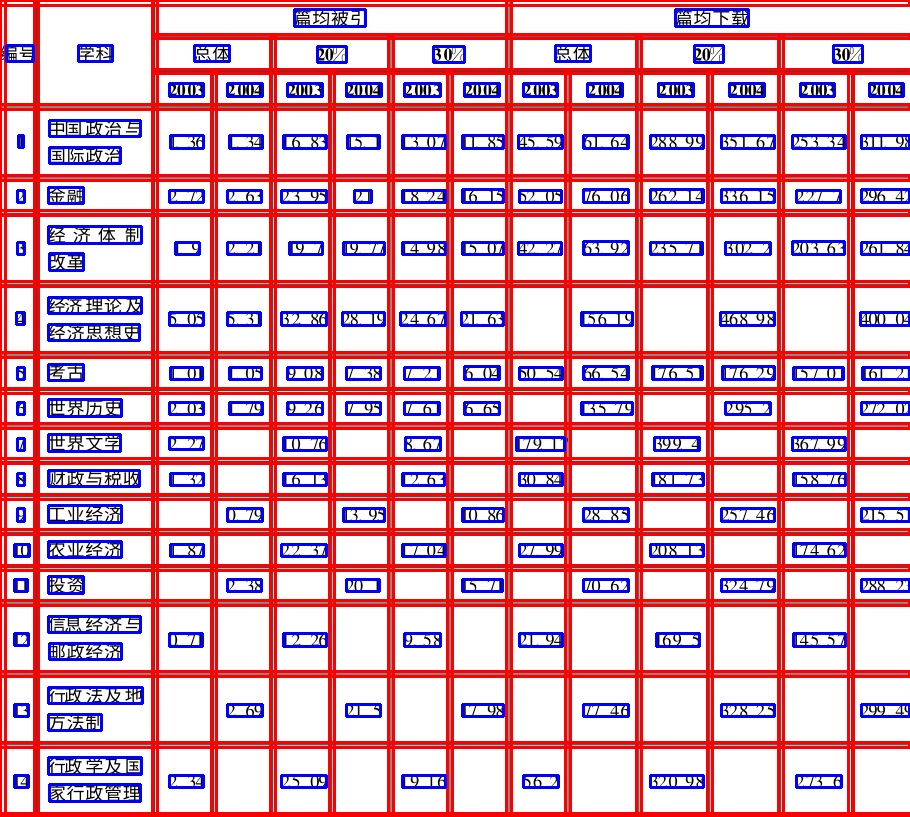 篇均被引 篇均下载
编号 学科 总体 20% 30% 总体 20% 30%
2003 2004 2003 2004 2003 2004 2003 2004 2003 2004 2003 2004
1 中国政治与
国际政治 1.36 1.34 16.83 15.1 13.07 11.85 45.59 61.64 288.99 351.67 253.34 311.98
2 金融 2.72 2.63 23.95 21 18.24 16.15 52.05 76.06 262.14 336.15 227.7 296.42
3 经济体制
改革 1.9 2.21 19.7 19.77 14.98 15.07 42.27 63.92 235.71 302.2 203.63 261.84
4 经济理论及
经济思想史 5.05 5.31 32.86 28.19 24.67 21.63 156.19 468.98 400.04
5 考古 1.01 1.05 9.08 7.38 7.21 6.04 60.54 66.54 176.51 176.29 157.01 161.21
6 世界历史 2.03 1.79 9.26 7.95 7.61 6.65 135.79 295.2 272.02
7 世界文学 2.27 10.76 8.67 179.17 399.4 367.99
8 财政与税收 1.32 16.13 12.63 30.84 181.73 158.76
9 工业经济 0.79 13.95 10.86 28.85 257.46 215.51
10 农业经济 1.87 22.37 17.04 27.99 208.13 174.62
11 投资 2.38 20.1 15.71 70.62 324.79 288.23
12 信息经济与
邮政经济 0.71 12.26 9.58 21.94 169.5 145.57
13 行政法及地
方法制 2.69 21.5 17.98 77.46 328.25 299.49
14 行政学及国
家行政管理 2.34 25.09 19.16 56.2 320.98 273.6